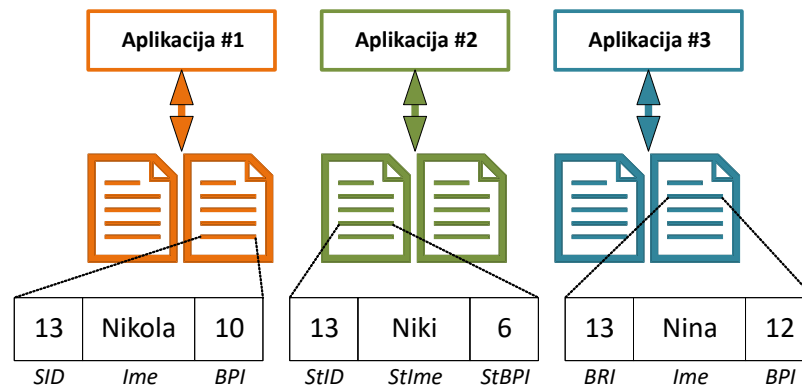 Aplikacija #1
Aplikacija #2
Aplikacija #3
13 Nikola 10
SID Ime BPI
13 Niki 6
StID StIme StBPI
13 Nina 12
BRI Ime BPI